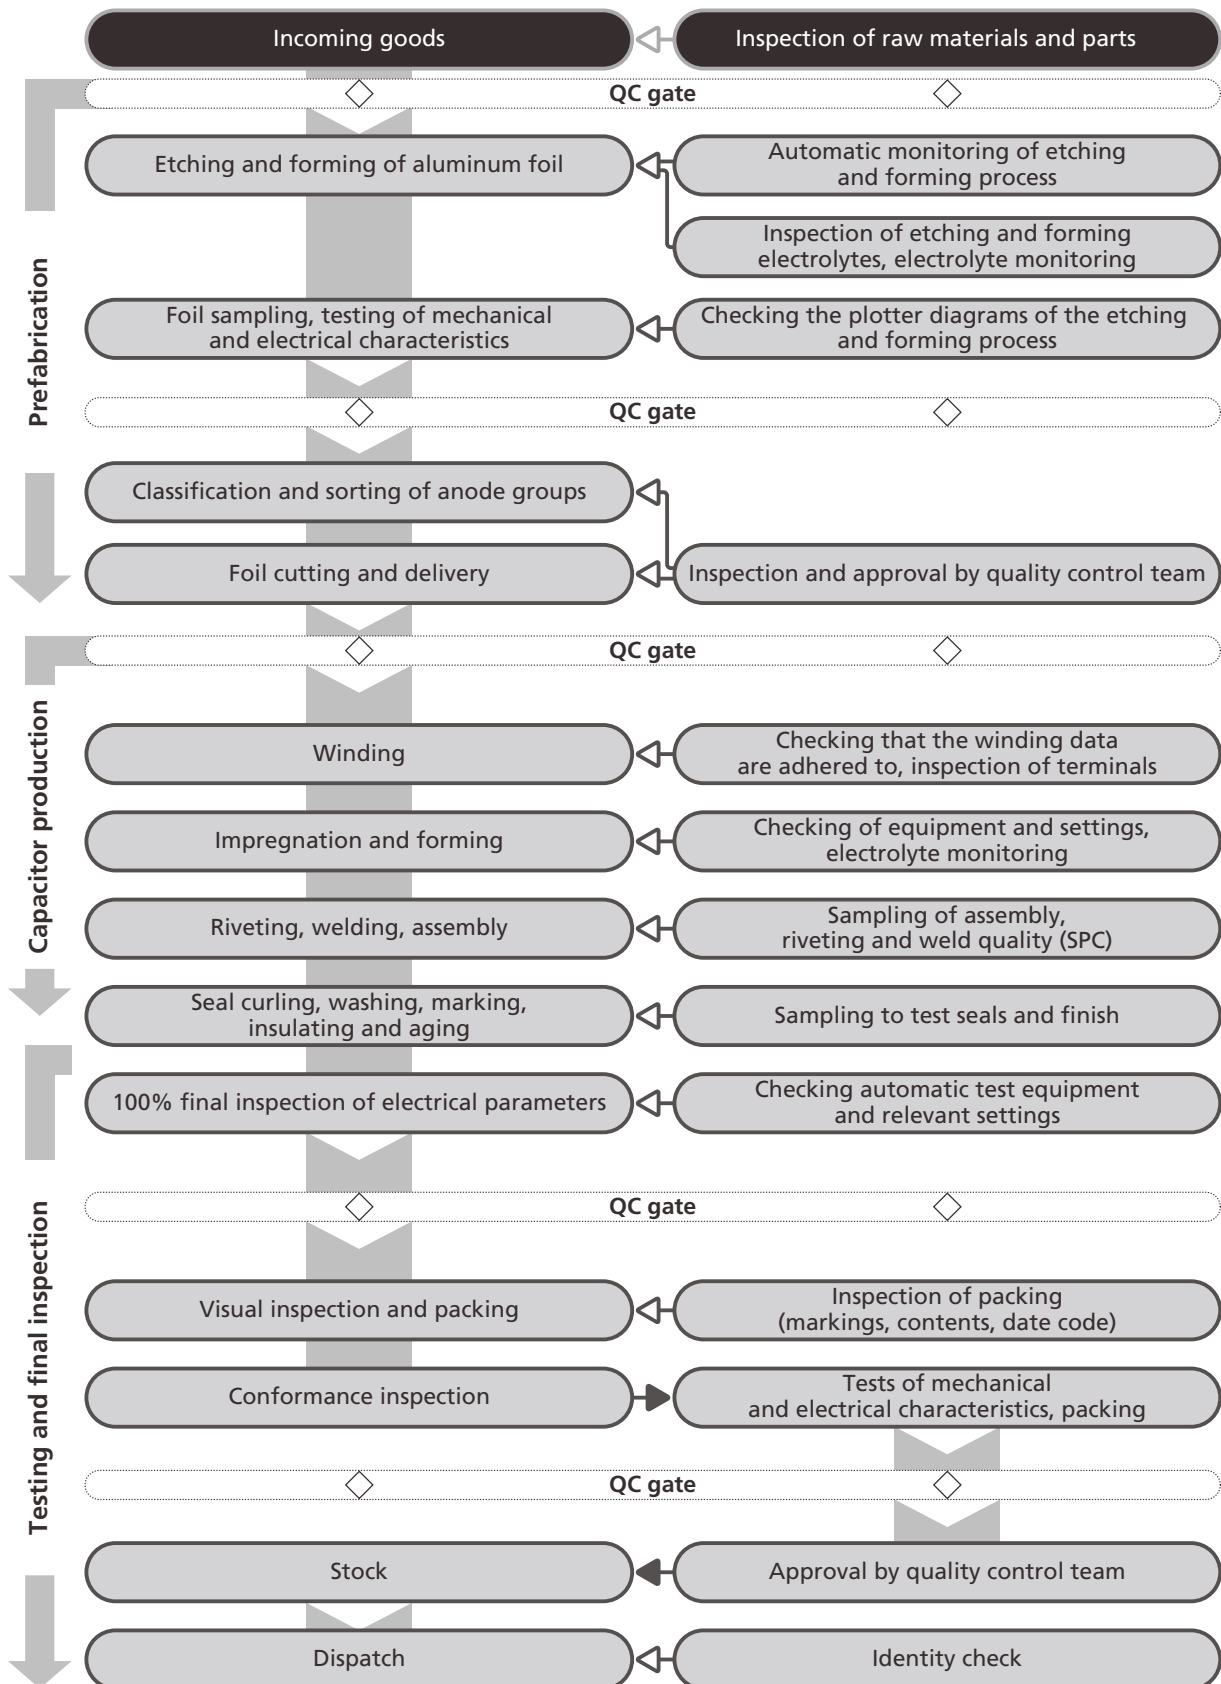 Incoming goods
Inspection of raw materials and parts
QC gate
Etching and forming of aluminum foil
Automatic monitoring of etching
and forming process
Inspection of etching and forming
electrolytes, electrolyte monitoring
Prefabrication
Foil sampling, testing of mechanical
and electrical characteristics
Checking the plotter diagrams of the etching
and forming process
QC gate
Classification and sorting of anode groups
Foil cutting and delivery
Inspection and approval by quality control team
QC gate
Capacitor production
Winding
Checking that the winding data
are adhered to, inspection of terminals
Impregnation and forming
Checking of equipment and settings,
electrolyte monitoring
Riveting, welding, assembly
Sampling of assembly,
riveting and weld quality (SPC)
Seal curling, washing, marking,
insulating and aging
Sampling to test seals and finish
100% final inspection of electrical parameters
Checking automatic test equipment
and relevant settings
QC gate
Testing and final inspection
Visual inspection and packing
Inspection of packing
(markings, contents, date code)
Conformance inspection
Tests of mechanical
and electrical characteristics, packing
QC gate
Stock
Approval by quality control team
Dispatch
Identity check